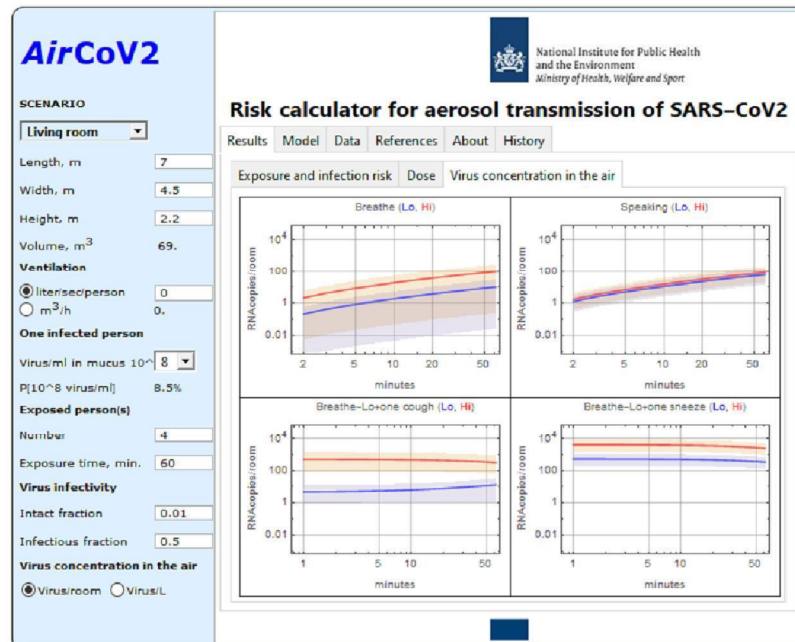 AirCoV2
SCENARIO
Living room
Length, m 7
Width, m 4.5
Height, m 2.2
Volume, m3 69.
Ventilation
liter/sec/person 0
m3/h 0.
One infected person
Virus/ml in mucus 10^ 8
P[10^8 virus/ml] 8.5%
Exposed person(s)
Number 4
Exposure time, min. 60
Virus infectivity
Intact fraction 0.01
Infectious fraction 0.5
Virus concentration in the air
Virus/room Virus/L
National Institute for Public Health
and the Environment
Ministry of Health, Welfare and Sport
Risk calculator for aerosol transmission of SARS-CoV2
Results Model Data References About History
Exposure and infection risk Dose Virus concentration in the air
Breathe (Lo, Hi)
RNAcopies/room
10^4
100
1
0.01
2 5 10 20 50
minutes
Speaking (Lo, Hi)
RNAcopies/room
10^4
100
1
0.01
2 5 10 20 50
minutes
Breathe-Lo+one cough (Lo, Hi)
RNAcopies/room
10^4
100
1
0.01
1 5 10 50
minutes
Breathe-Lo+one sneeze (Lo, Hi)
RNAcopies/room
10^4
100
1
0.01
1 5 10 50
minutes